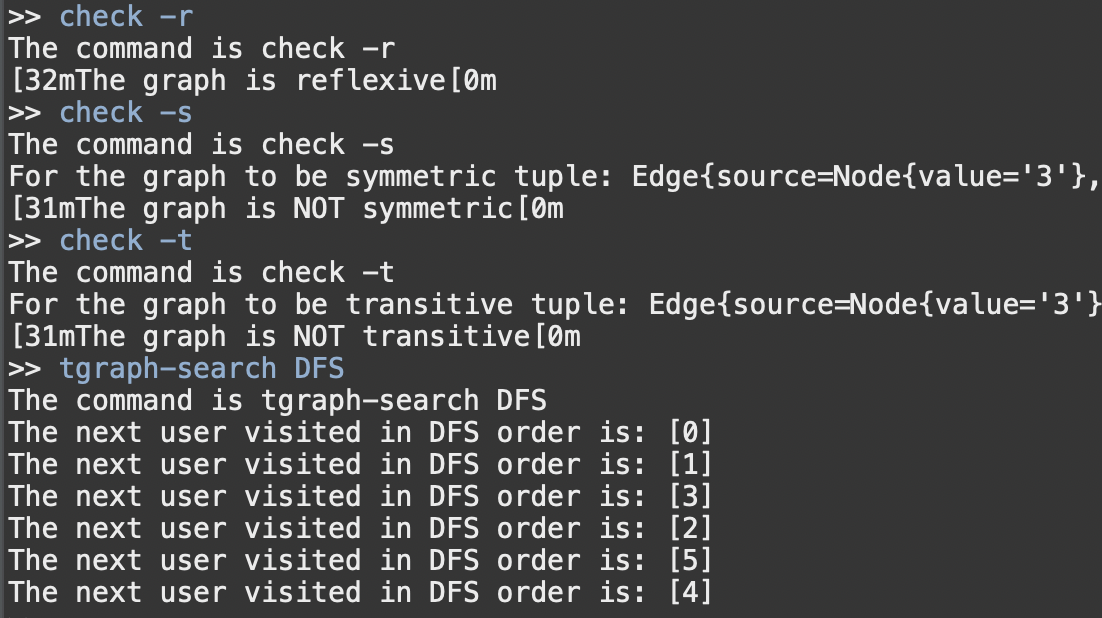 >> check -r
The command is check -r
[32mThe graph is reflexive[0m
>> check -s
The command is check -s
For the graph to be symmetric tuple: Edge{source=Node{value='3'},
[31mThe graph is NOT symmetric[0m
>> check -t
The command is check -t
For the graph to be transitive tuple: Edge{source=Node{value='3'}
[31mThe graph is NOT transitive[0m
>> tgraph-search DFS
The command is tgraph-search DFS
The next user visited in DFS order is: [0]
The next user visited in DFS order is: [1]
The next user visited in DFS order is: [3]
The next user visited in DFS order is: [2]
The next user visited in DFS order is: [5]
The next user visited in DFS order is: [4]